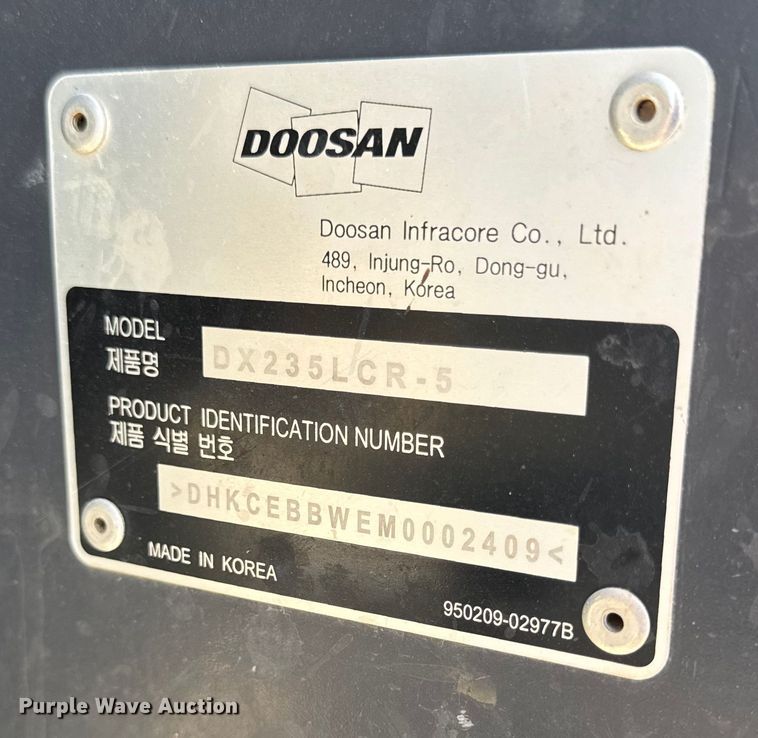 DOOSAN
Doosan Infracore Co., Ltd.
489, Injung-Ro, Dong-gu,
Incheon, Korea
MODEL
제품명
DX235LCR-5
PRODUCT IDENTIFICATION NUMBER
제품 식별 번호
>DHKCEBBWEM0002409<
MADE IN KOREA
950209-02977B
Purple Wave Auction